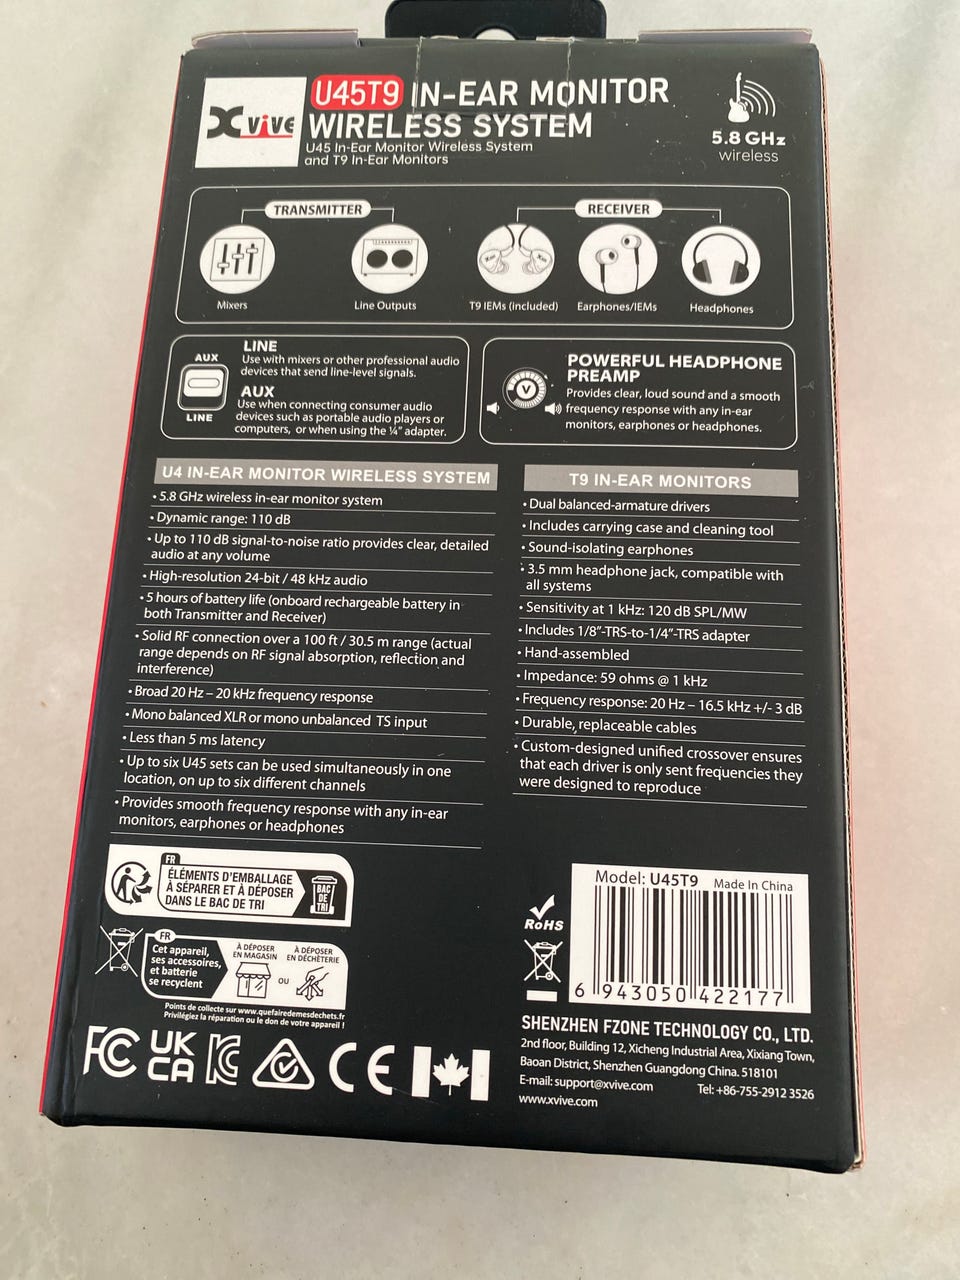 Xvive
U45T9 IN-EAR MONITOR
WIRELESS SYSTEM
U45 In-Ear Monitor Wireless System
and T9 In-Ear Monitors
5.8 GHz
wireless
TRANSMITTER
RECEIVER
Mixers
Line Outputs
T9 IEMs (included)
Earphones/IEMs
Headphones
AUX
LINE
LINE
Use with mixers or other professional audio
devices that send line-level signals.
AUX
Use when connecting consumer audio
devices such as portable audio players or
computers, or when using the ¼" adapter.
V
POWERFUL HEADPHONE
PREAMP
Provides clear, loud sound and a smooth
frequency response with any in-ear
monitors, earphones or headphones.
U4 IN-EAR MONITOR WIRELESS SYSTEM
• 5.8 GHz wireless in-ear monitor system
• Dynamic range: 110 dB
• Up to 110 dB signal-to-noise ratio provides clear, detailed
audio at any volume
• High-resolution 24-bit / 48 kHz audio
• 5 hours of battery life (onboard rechargeable battery in
both Transmitter and Receiver)
• Solid RF connection over a 100 ft / 30.5 m range (actual
range depends on RF signal absorption, reflection and
interference)
• Broad 20 Hz – 20 kHz frequency response
• Mono balanced XLR or mono unbalanced TS input
• Less than 5 ms latency
• Up to six U45 sets can be used simultaneously in one
location, on up to six different channels
• Provides smooth frequency response with any in-ear
monitors, earphones or headphones
T9 IN-EAR MONITORS
• Dual balanced-armature drivers
• Includes carrying case and cleaning tool
• Sound-isolating earphones
• 3.5 mm headphone jack, compatible with
all systems
• Sensitivity at 1 kHz: 120 dB SPL/MW
• Includes 1/8"-TRS-to-1/4"-TRS adapter
• Hand-assembled
• Impedance: 59 ohms @ 1 kHz
• Frequency response: 20 Hz – 16.5 kHz +/- 3 dB
• Durable, replaceable cables
• Custom-designed unified crossover ensures
that each driver is only sent frequencies they
were designed to reproduce
FR
ÉLÉMENTS D'EMBALLAGE
À SÉPARER ET À DÉPOSER
DANS LE BAC DE TRI
BAC
DE
TRI
FR
Cet appareil,
ses accessoires,
et batterie
se recyclent
À DÉPOSER
EN MAGASIN
OU
À DÉPOSER
EN DÉCHÈTERIE
Points de collecte sur www.quefairedemesdechets.fr
Privilégiez la réparation ou le don de votre appareil !
FC
UK
CA
CE
RoHS
Model: U45T9 Made In China
6 943050 422177
SHENZHEN FZONE TECHNOLOGY CO., LTD.
2nd floor, Building 12, Xicheng Industrial Area, Xixiang Town,
Baoan District, Shenzhen Guangdong China. 518101
E-mail: support@xvive.com Tel: +86-755-2912 3526
www.xvive.com